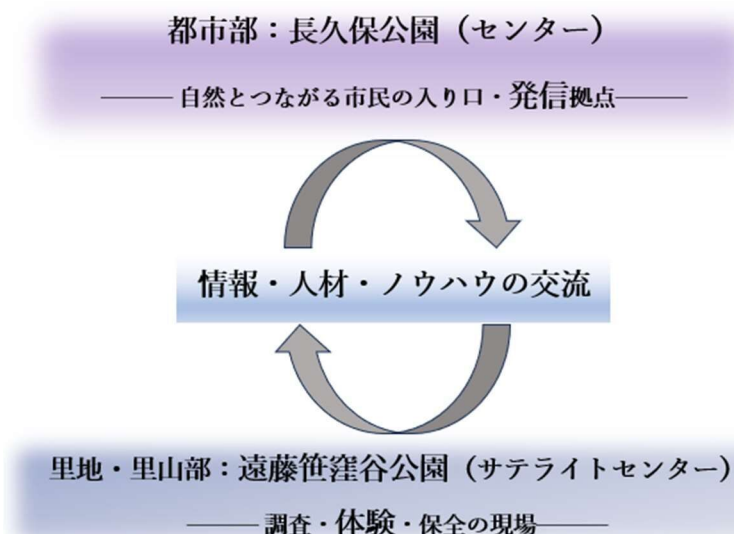 都市部：長久保公園（センター）
自然とつながる市民の入り口・発信拠点
情報・人材・ノウハウの交流
里地・里山部：遠藤笹窪谷公園（サテライトセンター）
調査・体験・保全の現場